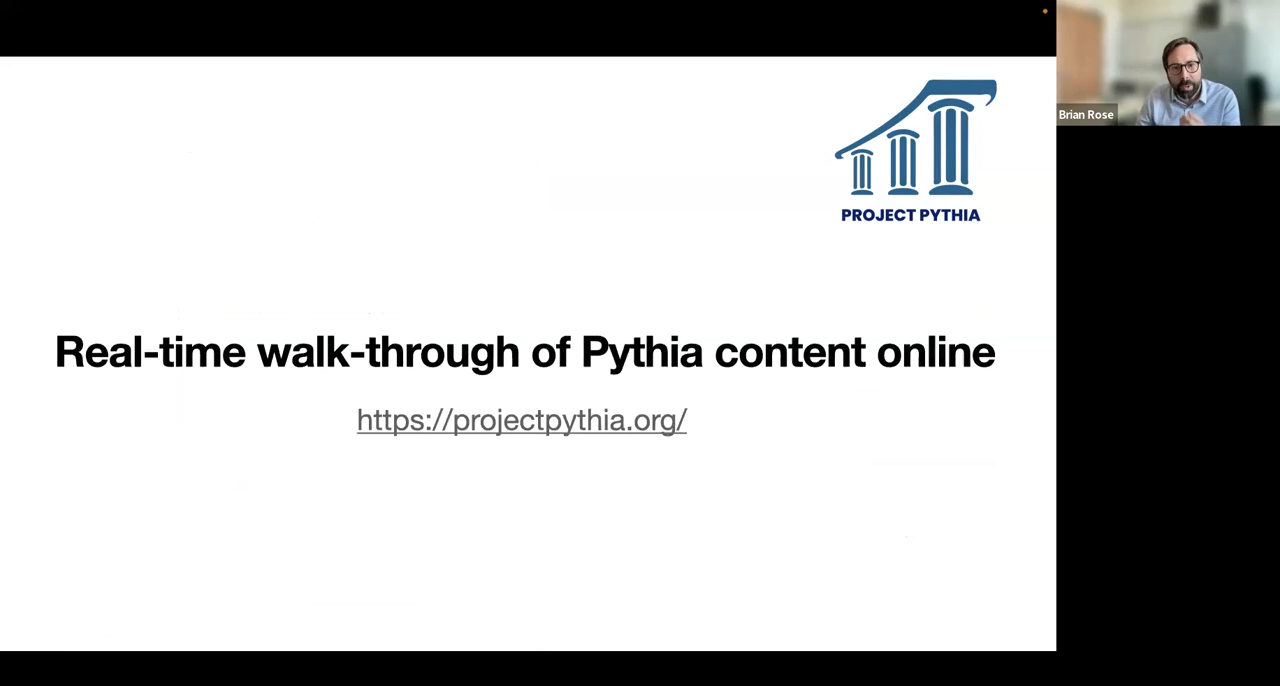 PROJECT PYTHIA
Brian Rose
Real-time walk-through of Pythia content online
https://projectpythia.org/